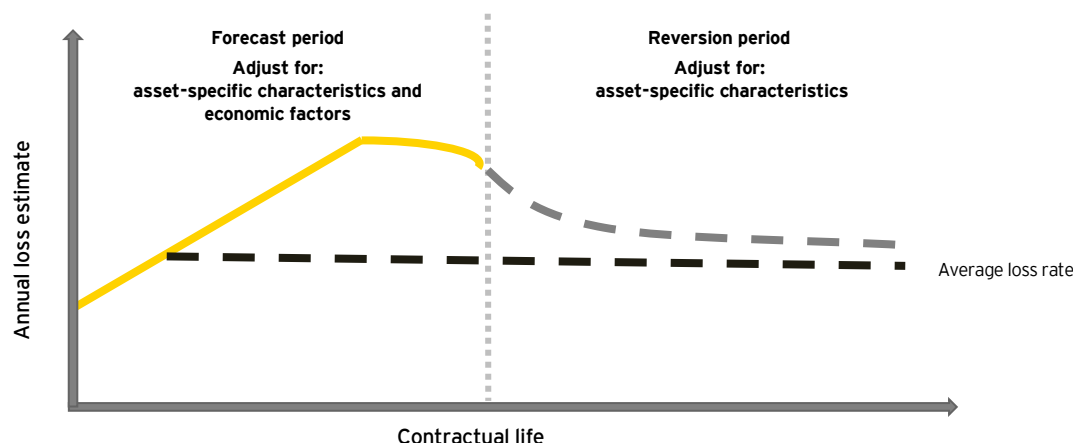 Forecast period
Adjust for:
asset-specific characteristics and
economic factors
Reversion period
Adjust for:
asset-specific characteristics
Annual loss estimate
Average loss rate
Contractual life